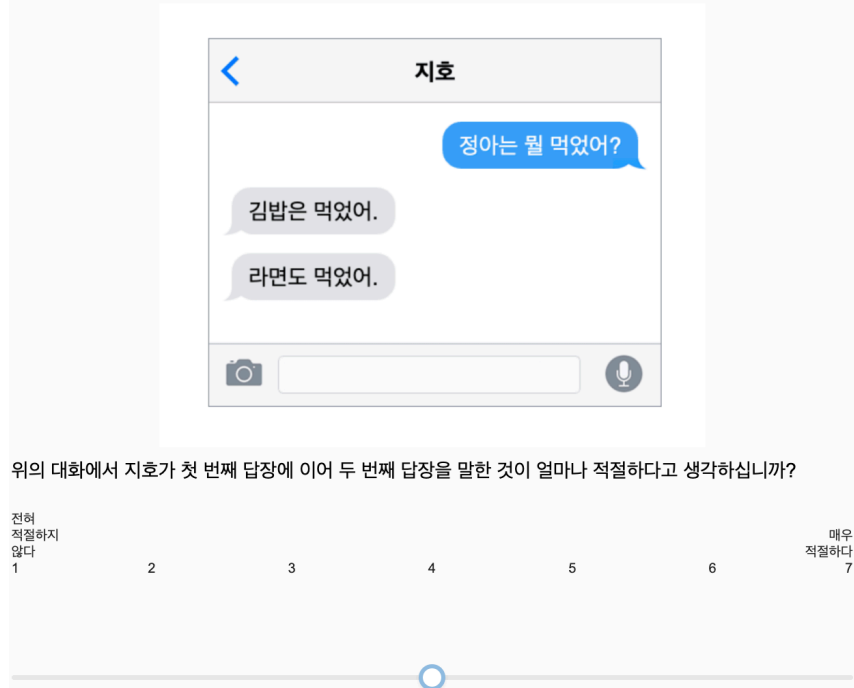 지호
정아는 뭘 먹었어?
김밥은 먹었어.
라면도 먹었어.
위의 대화에서 지호가 첫 번째 답장에 이어 두 번째 답장을 말한 것이 얼마나 적절하다고 생각하십니까?
전혀
적절하지
않다
매우
적절하다
1 2 3 4 5 6 7